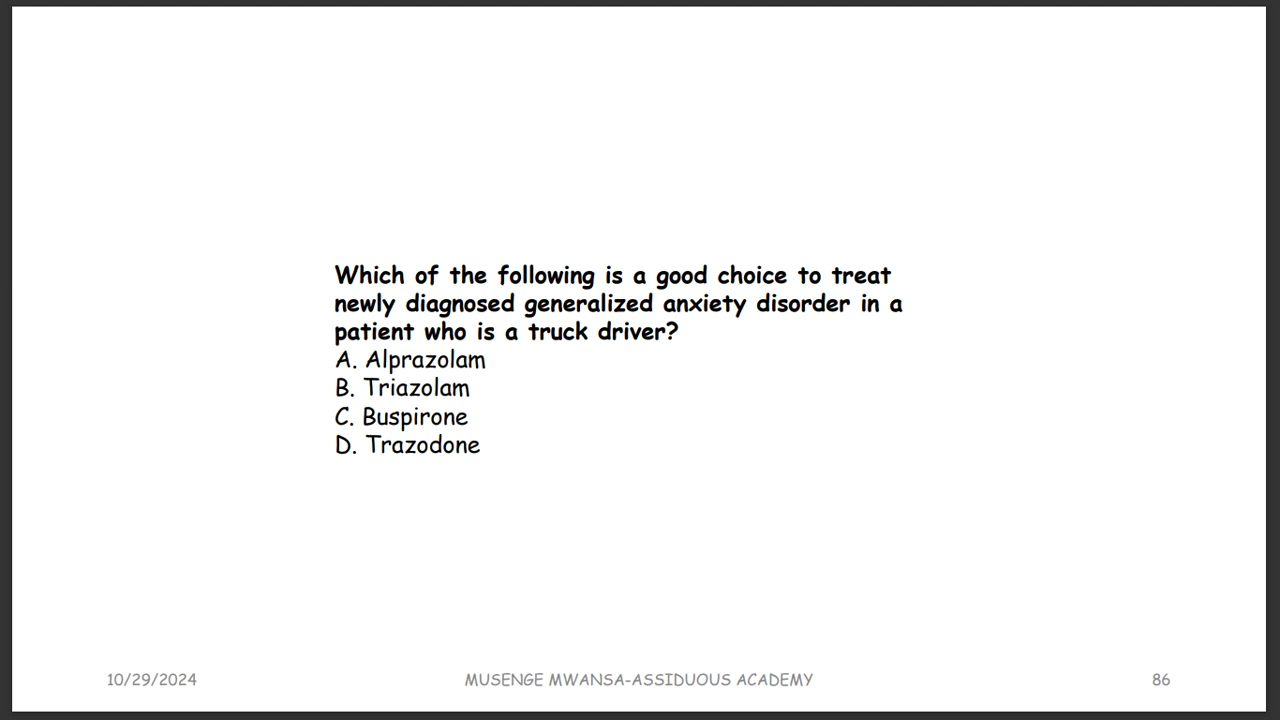 Which of the following is a good choice to treat
newly diagnosed generalized anxiety disorder in a
patient who is a truck driver?
A. Alprazolam
B. Triazolam
C. Buspirone
D. Trazodone
10/29/2024
MUSENGE MWANSA-ASSIDUOUS ACADEMY
86